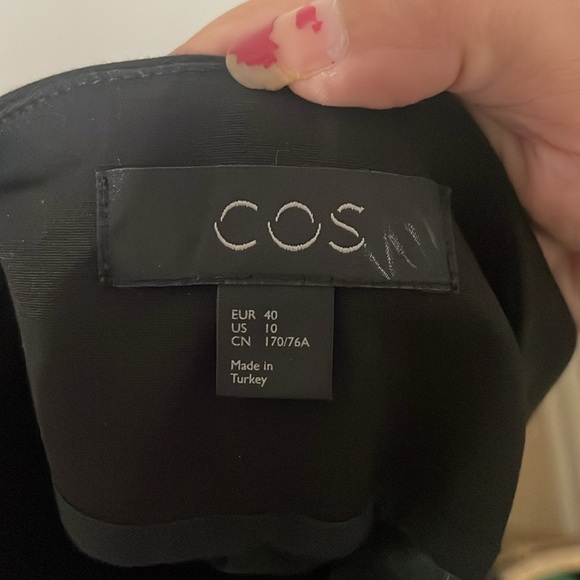 COS
EUR 40
US 10
CN 170/76A
Made in
Turkey